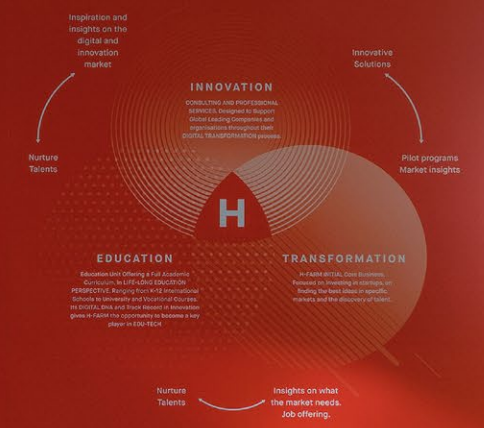 Inspiration and
insights on the
digital and
innovation
market
Innovative
Solutions
INNOVATION
CONSULTING AND PROFESSIONAL
SERVICES, Designed to Support
Global Leading Companies and
organisations throughout their
DIGITAL TRANSFORMATION process.
Nurture
Talents
Pilot programs
Market insights
H
EDUCATION
Education Unit Offering a Full Academic
Curriculum, in LIFE-LONG EDUCATION
PERSPECTIVE, Ranging from K-12 International
Schools to University and Vocational Courses.
Its DIGITAL DNA and Track Record in Innovation
gives H-FARM the opportunity to become a key
player in EDU-TECH.
TRANSFORMATION
H-FARM INITIAL Core Business.
Focused on investing in startups, on
finding the best ideas in specific
markets and the discovery of talent.
Nurture
Talents
Insights on what
the market needs.
Job offering.